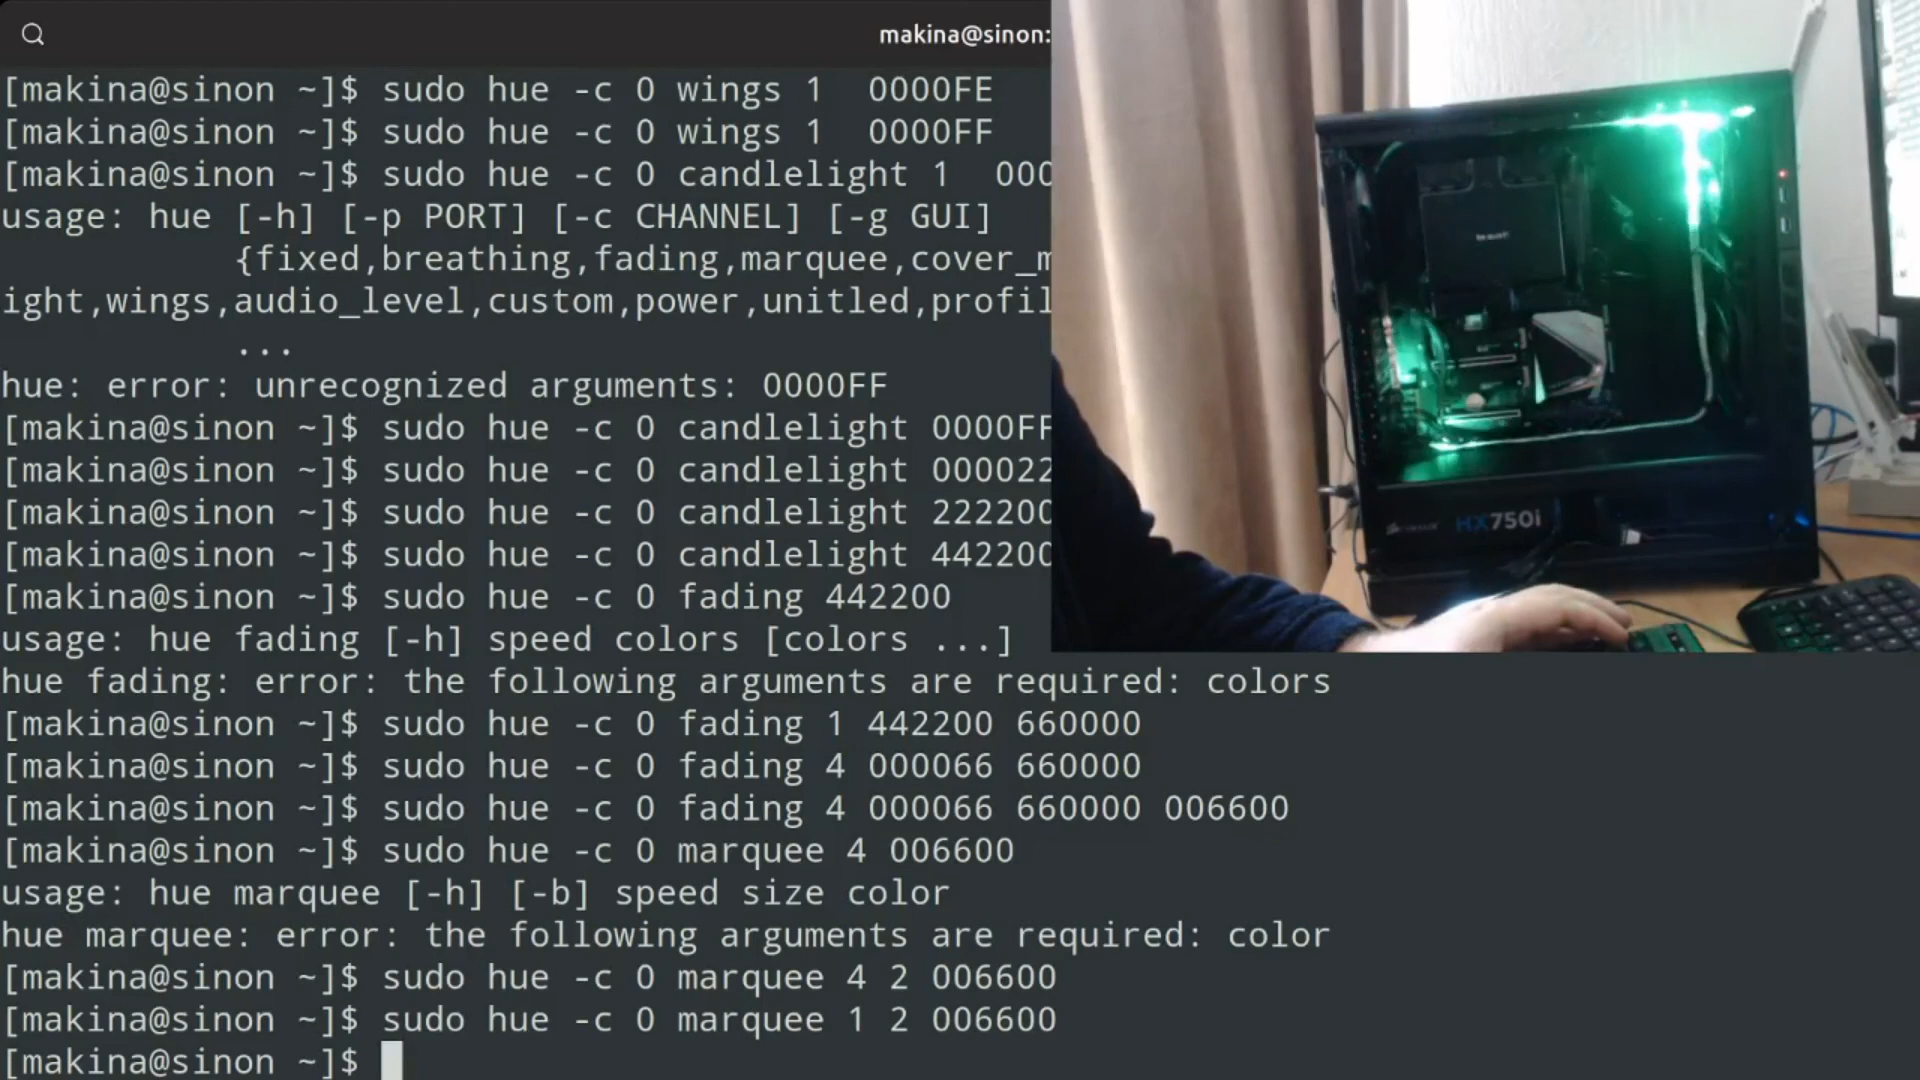 makina@sinon:
[makina@sinon ~]$ sudo hue -c 0 wings 1  0000FE
[makina@sinon ~]$ sudo hue -c 0 wings 1  0000FF
[makina@sinon ~]$ sudo hue -c 0 candlelight 1  000
usage: hue [-h] [-p PORT] [-c CHANNEL] [-g GUI]
{fixed,breathing,fading,marquee,cover_m
ight,wings,audio_level,custom,power,unitled,profil
...
hue: error: unrecognized arguments: 0000FF
[makina@sinon ~]$ sudo hue -c 0 candlelight 0000FF
[makina@sinon ~]$ sudo hue -c 0 candlelight 000022
[makina@sinon ~]$ sudo hue -c 0 candlelight 222200
[makina@sinon ~]$ sudo hue -c 0 candlelight 442200
[makina@sinon ~]$ sudo hue -c 0 fading 442200
usage: hue fading [-h] speed colors [colors ...]
hue fading: error: the following arguments are required: colors
[makina@sinon ~]$ sudo hue -c 0 fading 1 442200 660000
[makina@sinon ~]$ sudo hue -c 0 fading 4 000066 660000
[makina@sinon ~]$ sudo hue -c 0 fading 4 000066 660000 006600
[makina@sinon ~]$ sudo hue -c 0 marquee 4 006600
usage: hue marquee [-h] [-b] speed size color
hue marquee: error: the following arguments are required: color
[makina@sinon ~]$ sudo hue -c 0 marquee 4 2 006600
[makina@sinon ~]$ sudo hue -c 0 marquee 1 2 006600
[makina@sinon ~]$
HX750i